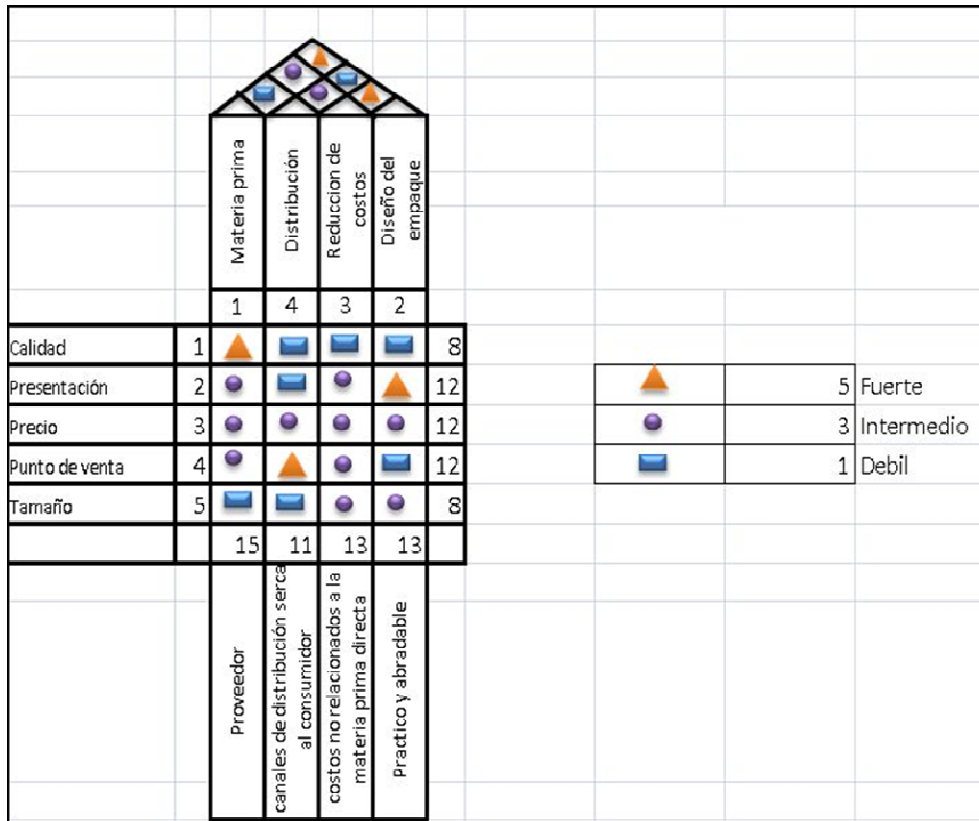 Materia prima
Distribución
Reduccion de
costos
Diseño del
empaque
1 4 3 2
Calidad 1 8
Presentación 2 12
Precio 3 12
Punto de venta 4 12
Tamaño 5 8
15 11 13 13
5 Fuerte
3 Intermedio
1 Debil
Proveedor
canales de distribución serca
al consumidor
costos no relacionados a la
materia prima directa
Practico y abradable